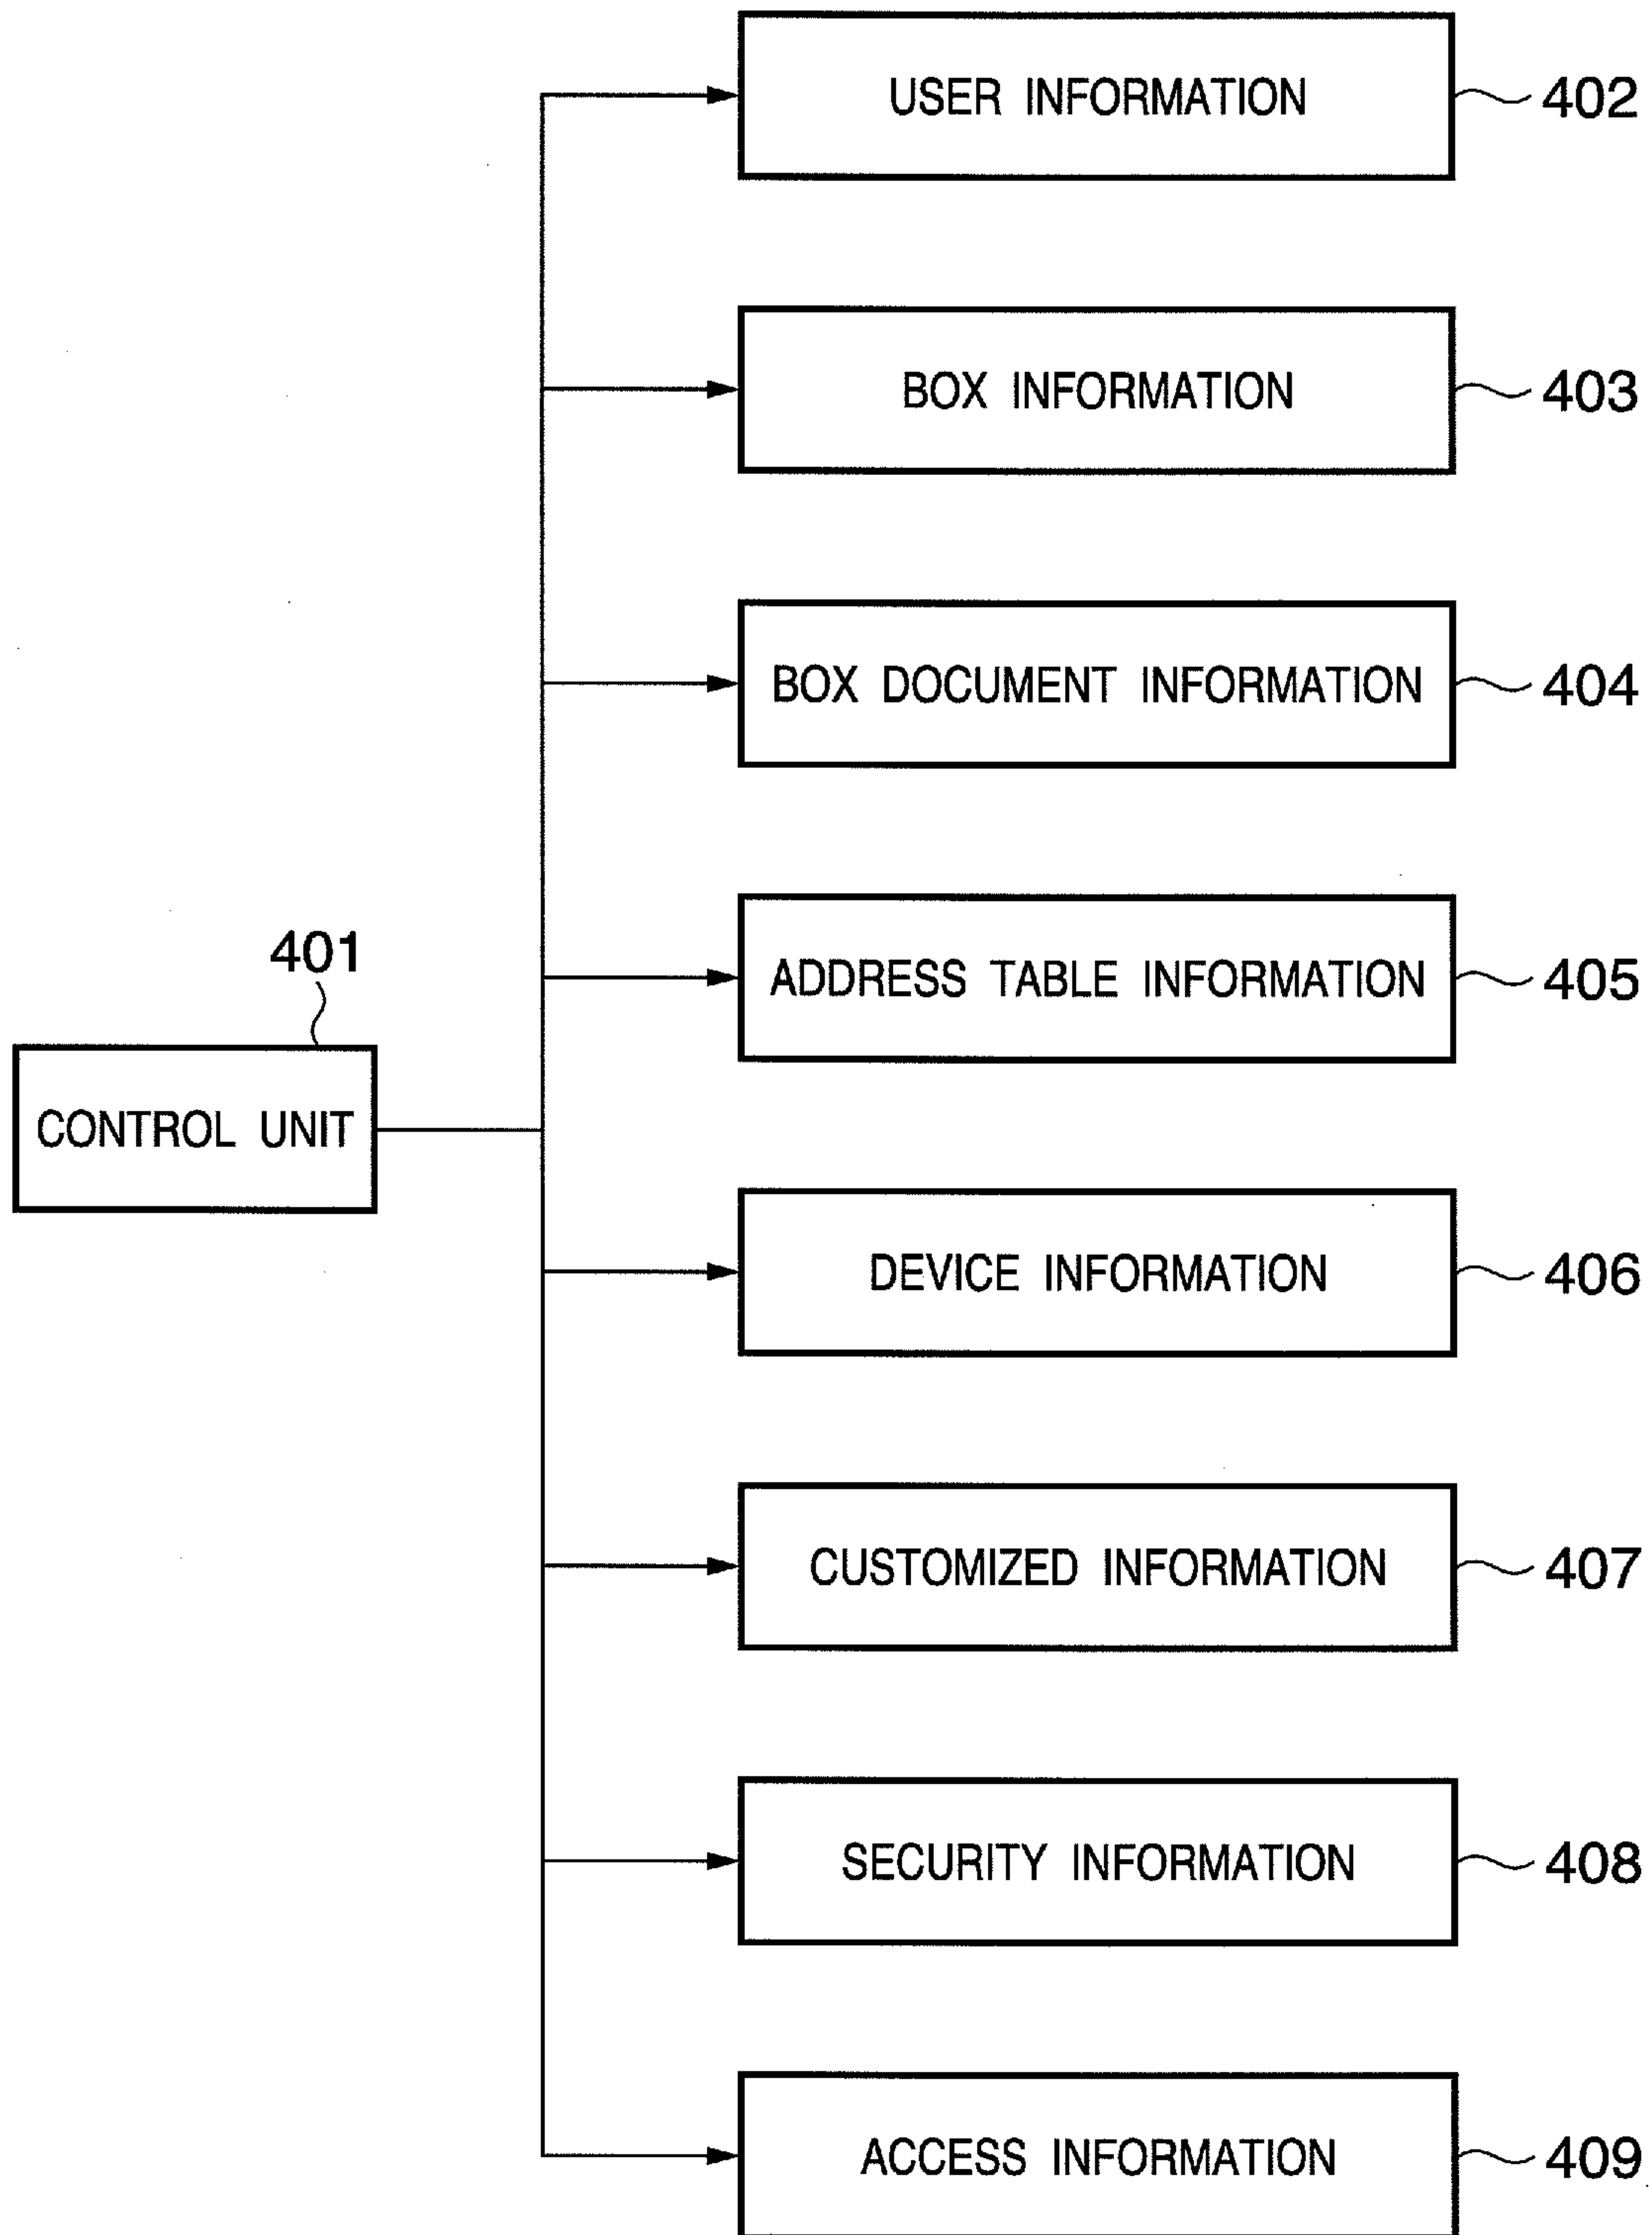 USER INFORMATION
402
BOX INFORMATION
403
BOX DOCUMENT INFORMATION
404
ADDRESS TABLE INFORMATION
405
401
CONTROL UNIT
DEVICE INFORMATION
406
CUSTOMIZED INFORMATION
407
SECURITY INFORMATION
408
ACCESS INFORMATION
409